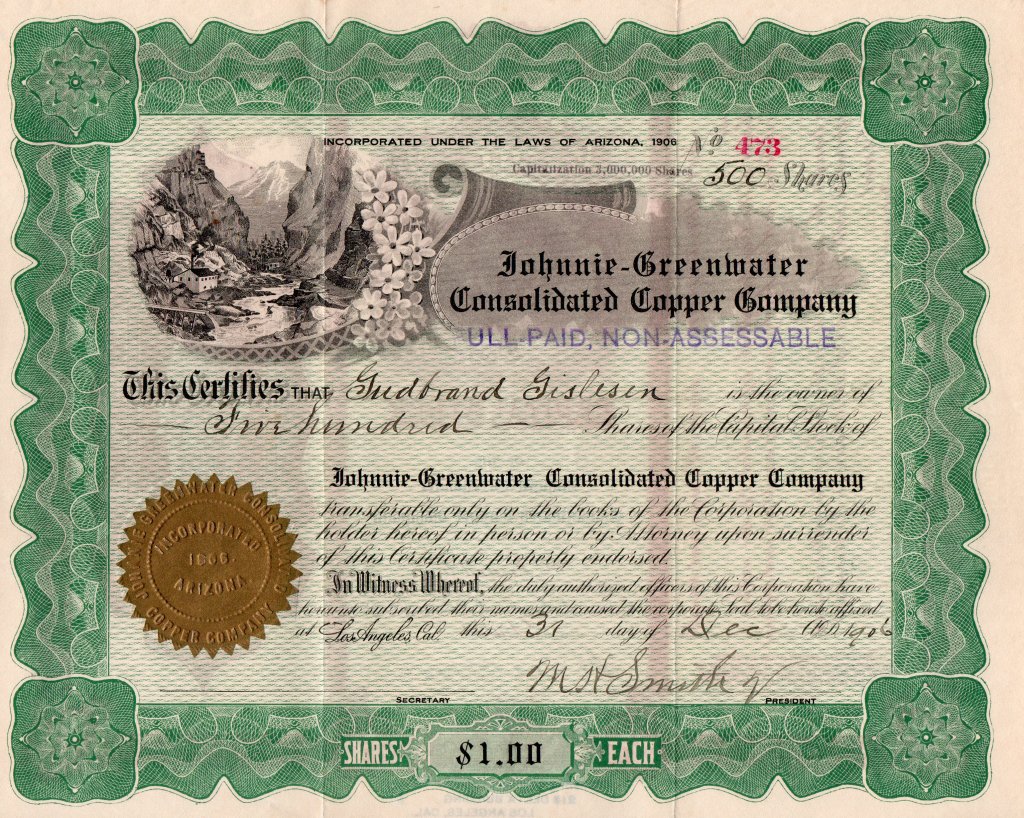 INCORPORATED UNDER THE LAWS OF ARIZONA, 1906
No 473
Capitalization 3,000,000 Shares
500 Shares
Johnnie-Greenwater
Consolidated Copper Company
ULL-PAID, NON-ASSESSABLE
This Certifies THAT Gudbrand Gislesen is the owner of
Five hundred Shares of the Capital Stock of
Johnnie-Greenwater Consolidated Copper Company
transferable only on the books of the Corporation by the
holder hereof in person or by Attorney upon surrender
of this Certificate properly endorsed.
In Witness Whereof, the duly authorized officers of this Corporation have
hereunto subscribed their names and caused the corporate seal to be hereto affixed
at Los Angeles, Cal. this 31 day of Dec A.D. 1906
INCORPORATED
1906
ARIZONA
GREENWATER CONSOLIDATED COPPER COMPANY
M H Smith
SECRETARY
PRESIDENT
SHARES $1.00 EACH
LOS ANGELES, CAL.